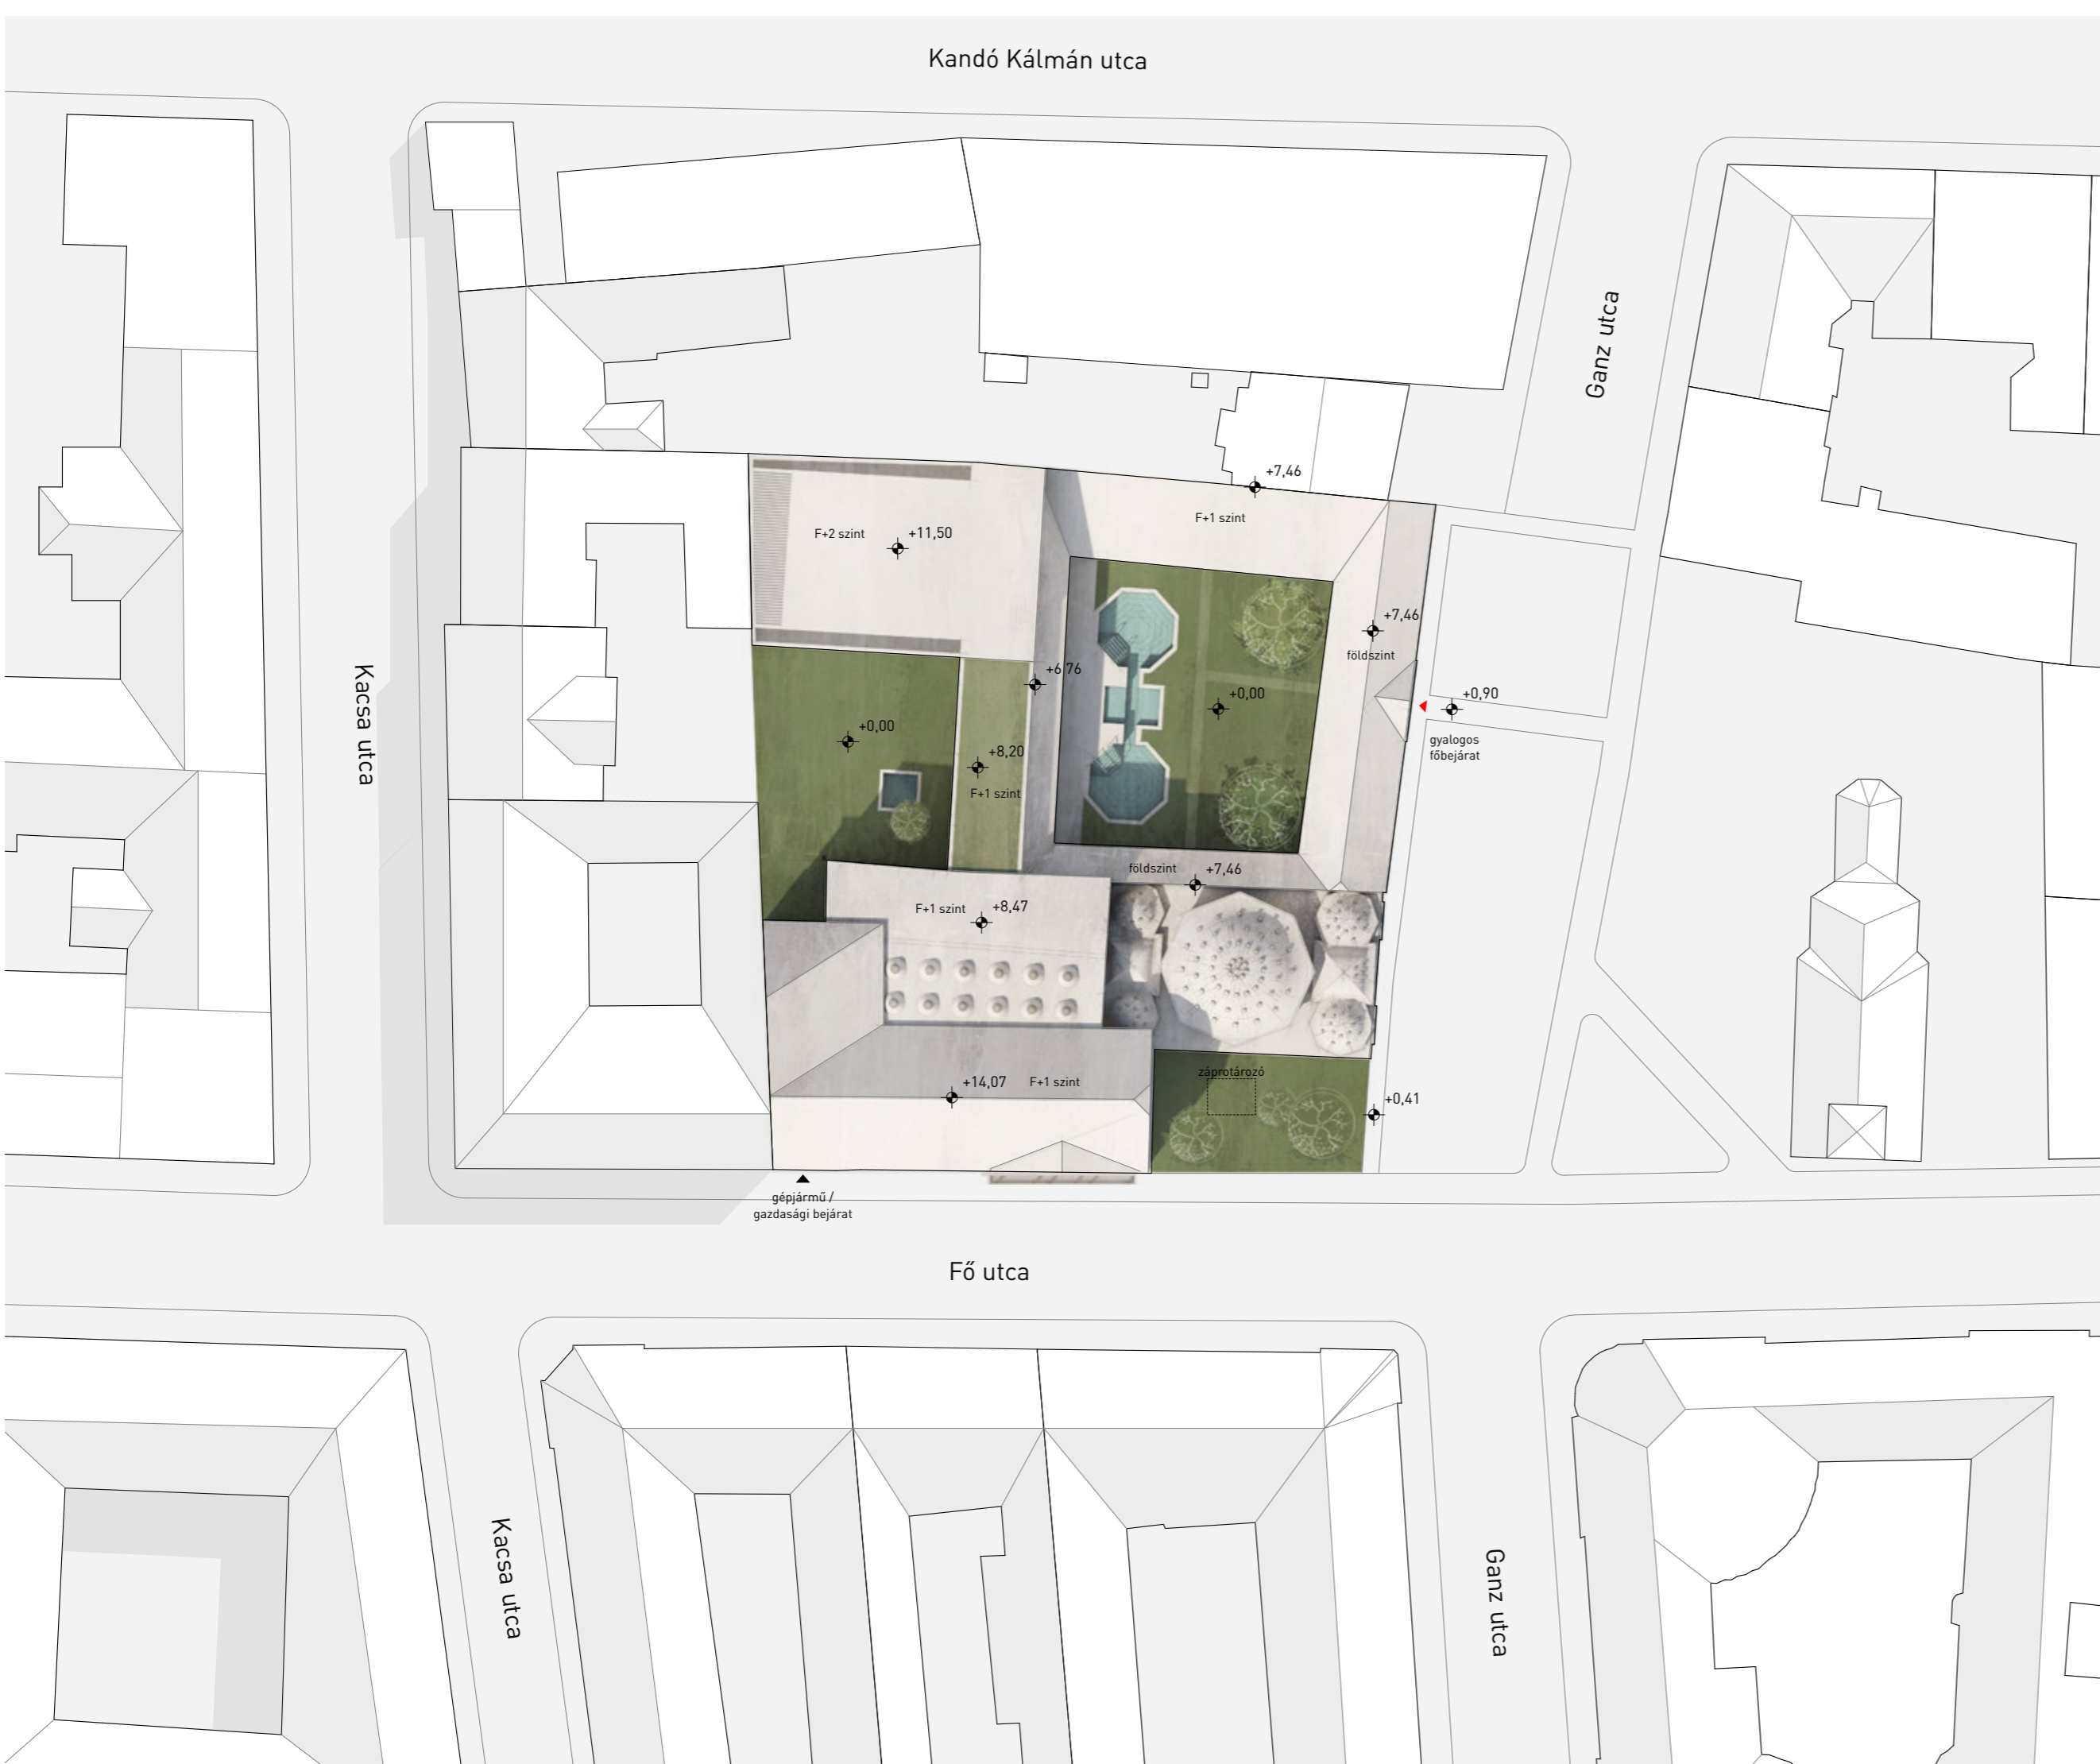 Kandó Kálmán utca
Ganz utca
+7,46
F+1 szint
F+2 szint
+11,50
+7,46
földszint
+6,76
+0,00
+0,90
gyalogos
főbejárat
Kacsa utca
+0,00
+8,20
F+1 szint
földszint
+7,46
F+1 szint
+8,47
záprotározó
+14,07
F+1 szint
+0,41
gépjármű /
gazdasági bejárat
Fő utca
Kacsa utca
Ganz utca